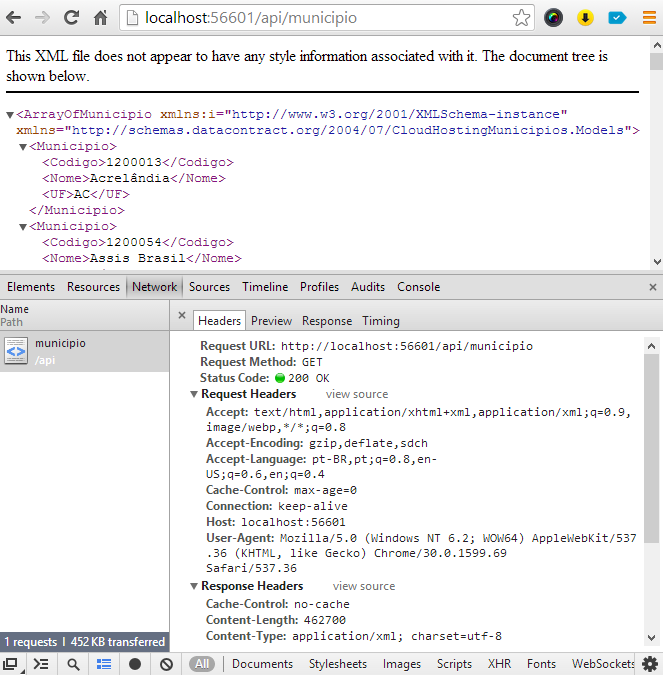 localhost:56601/api/municipio
This XML file does not appear to have any style information associated with it. The document tree is
shown below.
▼<ArrayOfMunicipio xmlns:i="http://www.w3.org/2001/XMLSchema-instance"
xmlns="http://schemas.datacontract.org/2004/07/CloudHostingMunicipios.Models">
▼<Municipio>
<Codigo>1200013</Codigo>
<Nome>Acrelândia</Nome>
<UF>AC</UF>
</Municipio>
▼<Municipio>
<Codigo>1200054</Codigo>
<Nome>Assis Brasil</Nome>
Elements Resources Network Sources Timeline Profiles Audits Console
Name
Path
municipio
/api
Headers Preview Response Timing
Request URL: http://localhost:56601/api/municipio
Request Method: GET
Status Code: 200 OK
▼Request Headers view source
Accept: text/html,application/xhtml+xml,application/xml;q=0.9,
image/webp,*/*;q=0.8
Accept-Encoding: gzip,deflate,sdch
Accept-Language: pt-BR,pt;q=0.8,en-
US;q=0.6,en;q=0.4
Cache-Control: max-age=0
Connection: keep-alive
Host: localhost:56601
User-Agent: Mozilla/5.0 (Windows NT 6.2; WOW64) AppleWebKit/537
.36 (KHTML, like Gecko) Chrome/30.0.1599.69
Safari/537.36
▼Response Headers view source
Cache-Control: no-cache
Content-Length: 462700
Content-Type: application/xml; charset=utf-8
1 requests | 452 KB transferred
All Documents Stylesheets Images Scripts XHR Fonts WebSockets